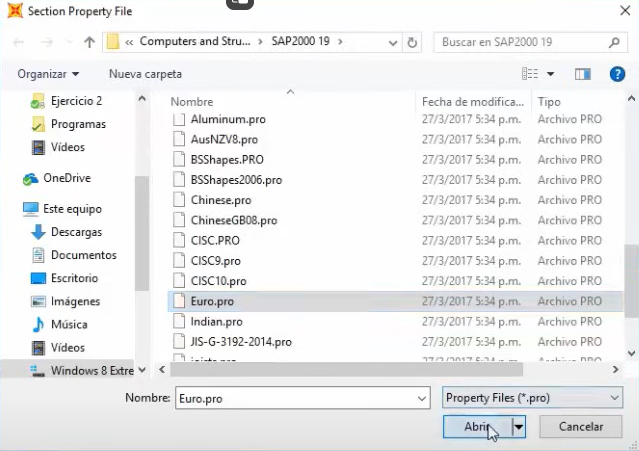 Section Property File
« Computers and Stru... > SAP2000 19 >
Buscar en SAP2000 19
Organizar
Nueva carpeta
Ejercicio 2
Programas
Vídeos
OneDrive
Este equipo
Descargas
Documentos
Escritorio
Imágenes
Música
Vídeos
Windows 8 Extre
Nombre Fecha de modifica... Tipo
Aluminum.pro 27/3/2017 5:34 p.m. Archivo PRO
AusNZV8.pro 27/3/2017 5:34 p.m. Archivo PRO
BSShapes.PRO 27/3/2017 5:34 p.m. Archivo PRO
BSShapes2006.pro 27/3/2017 5:34 p.m. Archivo PRO
Chinese.pro 27/3/2017 5:34 p.m. Archivo PRO
ChineseGB08.pro 27/3/2017 5:34 p.m. Archivo PRO
CISC.PRO 27/3/2017 5:34 p.m. Archivo PRO
CISC9.pro 27/3/2017 5:34 p.m. Archivo PRO
CISC10.pro 27/3/2017 5:34 p.m. Archivo PRO
Euro.pro 27/3/2017 5:34 p.m. Archivo PRO
Indian.pro 27/3/2017 5:34 p.m. Archivo PRO
JIS-G-3192-2014.pro 27/3/2017 5:34 p.m. Archivo PRO
Nombre: Euro.pro
Property Files (*.pro)
Abrir
Cancelar